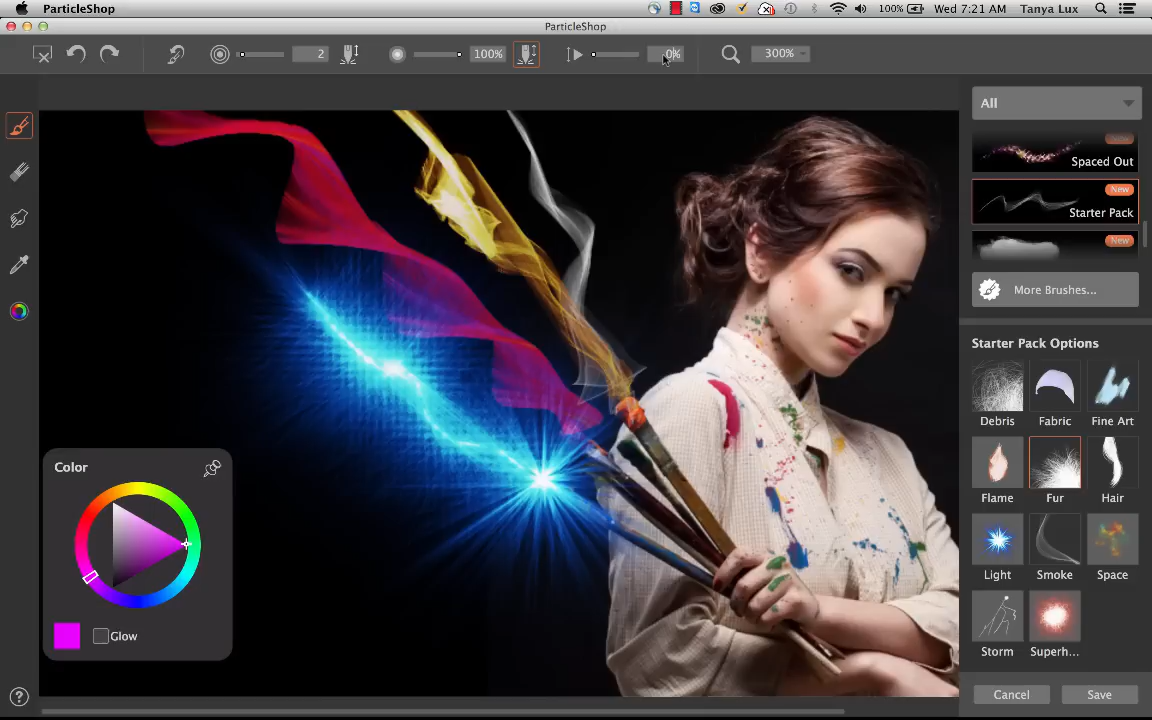 ParticleShop
100%
Wed 7:21 AM
Tanya Lux
ParticleShop
2
100%
0%
300%
All
New
Spaced Out
New
Starter Pack
New
More Brushes...
Starter Pack Options
Debris
Fabric
Fine Art
Flame
Fur
Hair
Light
Smoke
Space
Storm
Superh...
Color
Glow
?
Cancel
Save